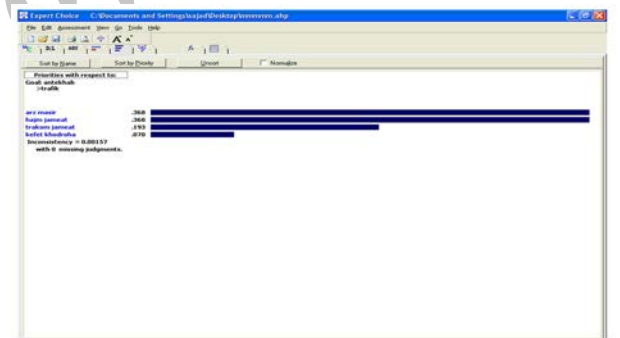 Expert Choice C:\Documents and Settings\sajad\Desktop\mmmmm.ahp
File Edit Assessment View Go Tools Help
Sort by Name Sort by Priority Unsort Normalize
Priorities with respect to:
Goal: antekhab
>trafik
arz masir .368
hajm jameat .368
trakom jameat .193
kefet khodroha .070
Inconsistency = 0.00157
with 0 missing judgments.